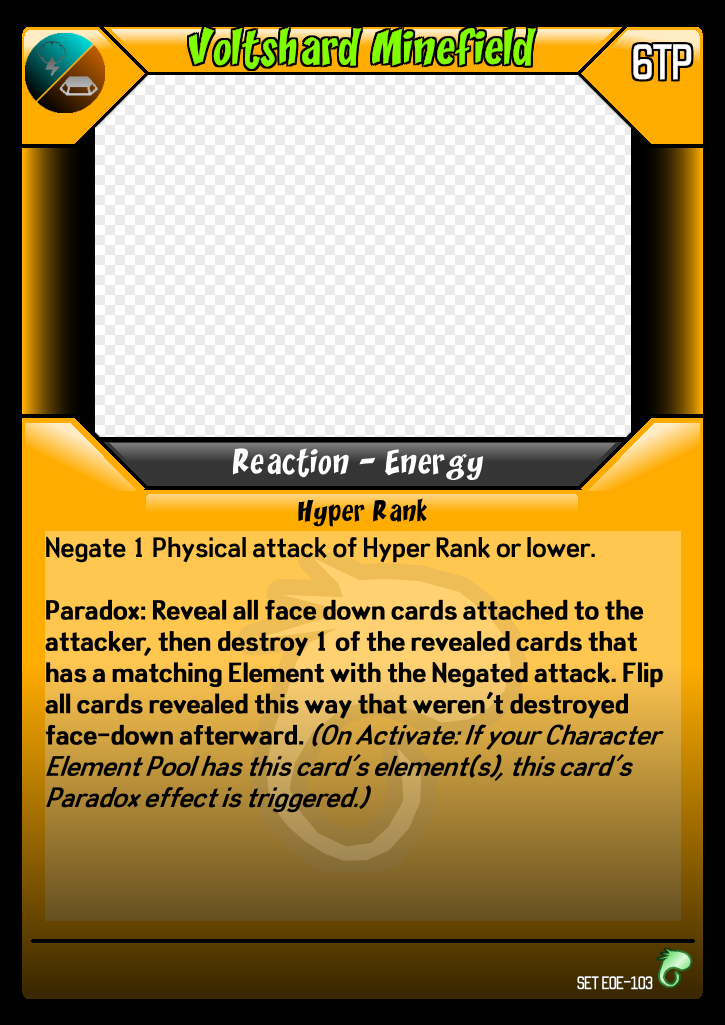 Voltshard Minefield
6TP
Reaction - Energy
Hyper Rank
Negate 1 Physical attack of Hyper Rank or lower.
Paradox: Reveal all face down cards attached to the
attacker, then destroy 1 of the revealed cards that
has a matching Element with the Negated attack. Flip
all cards revealed this way that weren't destroyed
face-down afterward. (On Activate: If your Character
Element Pool has this card's element(s), this card's
Paradox effect is triggered.)
SET EOE-103